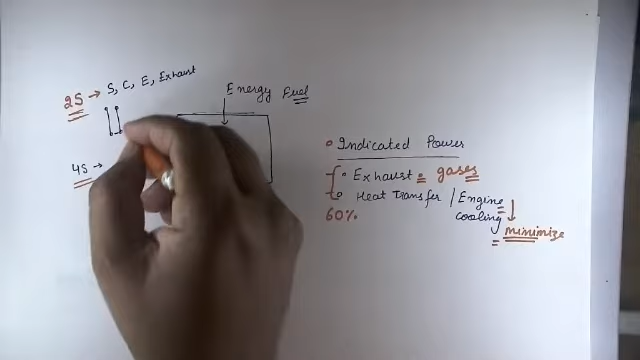 2S → S, C, E, Exhaust
Energy Fuel
• Indicated Power
• Exhaust gases
4S →
• Heat Transfer / Engine
cooling
60%
minimize